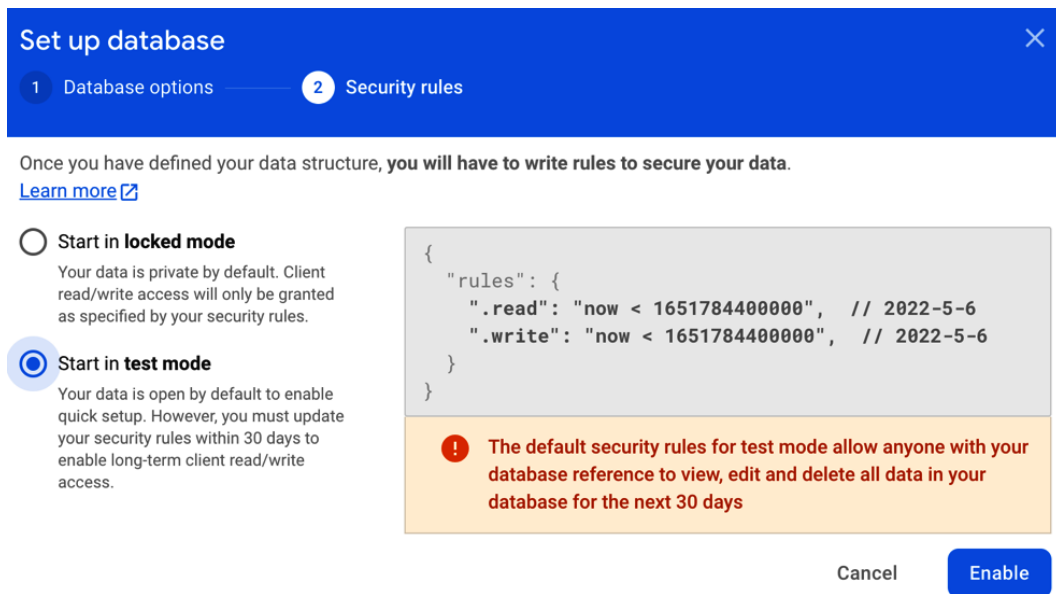 Set up database
1 Database options 2 Security rules
Once you have defined your data structure, you will have to write rules to secure your data.
Learn more
Start in locked mode
Your data is private by default. Client
read/write access will only be granted
as specified by your security rules.
Start in test mode
Your data is open by default to enable
quick setup. However, you must update
your security rules within 30 days to
enable long-term client read/write
access.
{
"rules": {
".read": "now < 1651784400000", // 2022-5-6
".write": "now < 1651784400000", // 2022-5-6
}
}
! The default security rules for test mode allow anyone with your
database reference to view, edit and delete all data in your
database for the next 30 days
Cancel Enable